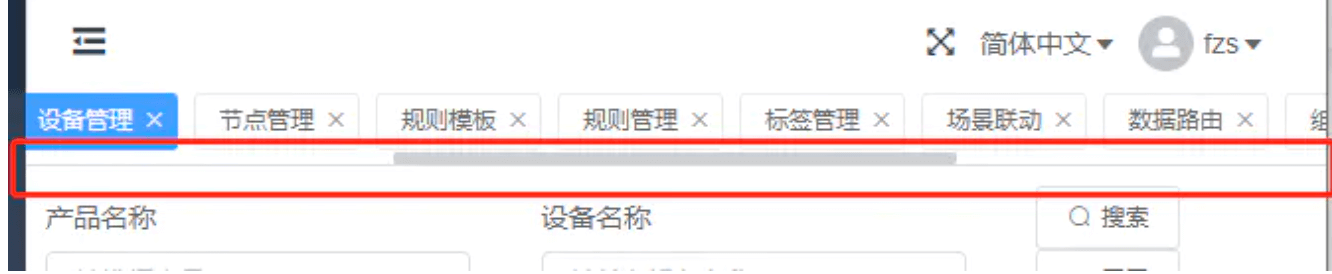 简体中文 fzs
设备管理 × 节点管理 × 规则模板 × 规则管理 × 标签管理 × 场景联动 × 数据路由 ×
产品名称 设备名称 搜索